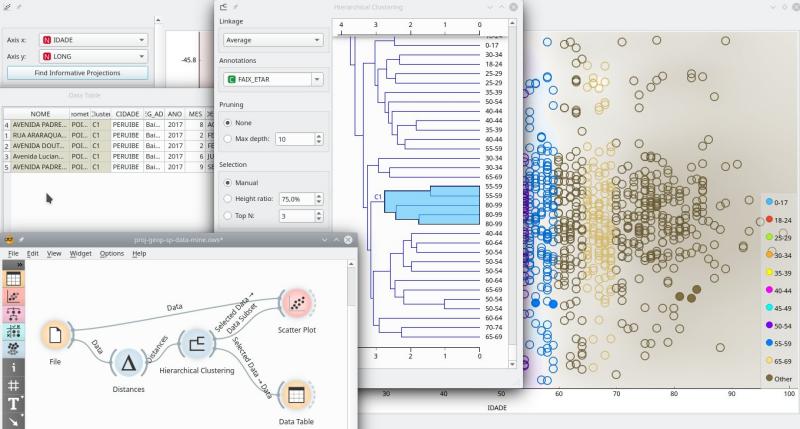 Hierarchical Clustering
Axis x: N IDADE
Axis y: N LONG
Find Informative Projections
-45.8
Linkage
Average
Annotations
C FAIX_ETAR
Pruning
None
Max depth: 10
Selection
Manual
Height ratio: 75,0%
Top N: 3
4 3 2 1 0
0-17
30-34
18-24
25-29
25-29
35-39
50-54
40-44
40-44
35-39
40-44
55-59
30-34
30-34
65-69
C1
55-59
55-59
80-99
80-99
80-99
40-44
60-64
50-54
50-54
60-64
65-69
50-54
50-54
60-64
70-74
65-69
3 2 1 0
Data Table
NOME Cluster CIDADE ANO MES
4 AVENIDA PADRE... POI... C1 PERUIBE Bai... 2017 8
1 RUA ARARAQUA... POI... C1 PERUIBE Bai... 2017 2
2 AVENIDA DOUT... POI... C1 PERUIBE Bai... 2017 2
3 Avenida Lucian... POI... C1 PERUIBE Bai... 2017 6
5 AVENIDA PADRE... POI... C1 PERUIBE Bai... 2017 9
proj-geop-sp-data-mine.ows*
File Edit View Widget Options Help
File
Data
Data
Distances
Distances
Hierarchical Clustering
Selected Data →
Data Subset
Scatter Plot
Selected Data → Data
Data Table
0-17
18-24
25-29
30-34
35-39
40-44
45-49
50-54
55-59
65-69
Other
30 40 50 60 70 80 90 100
IDADE